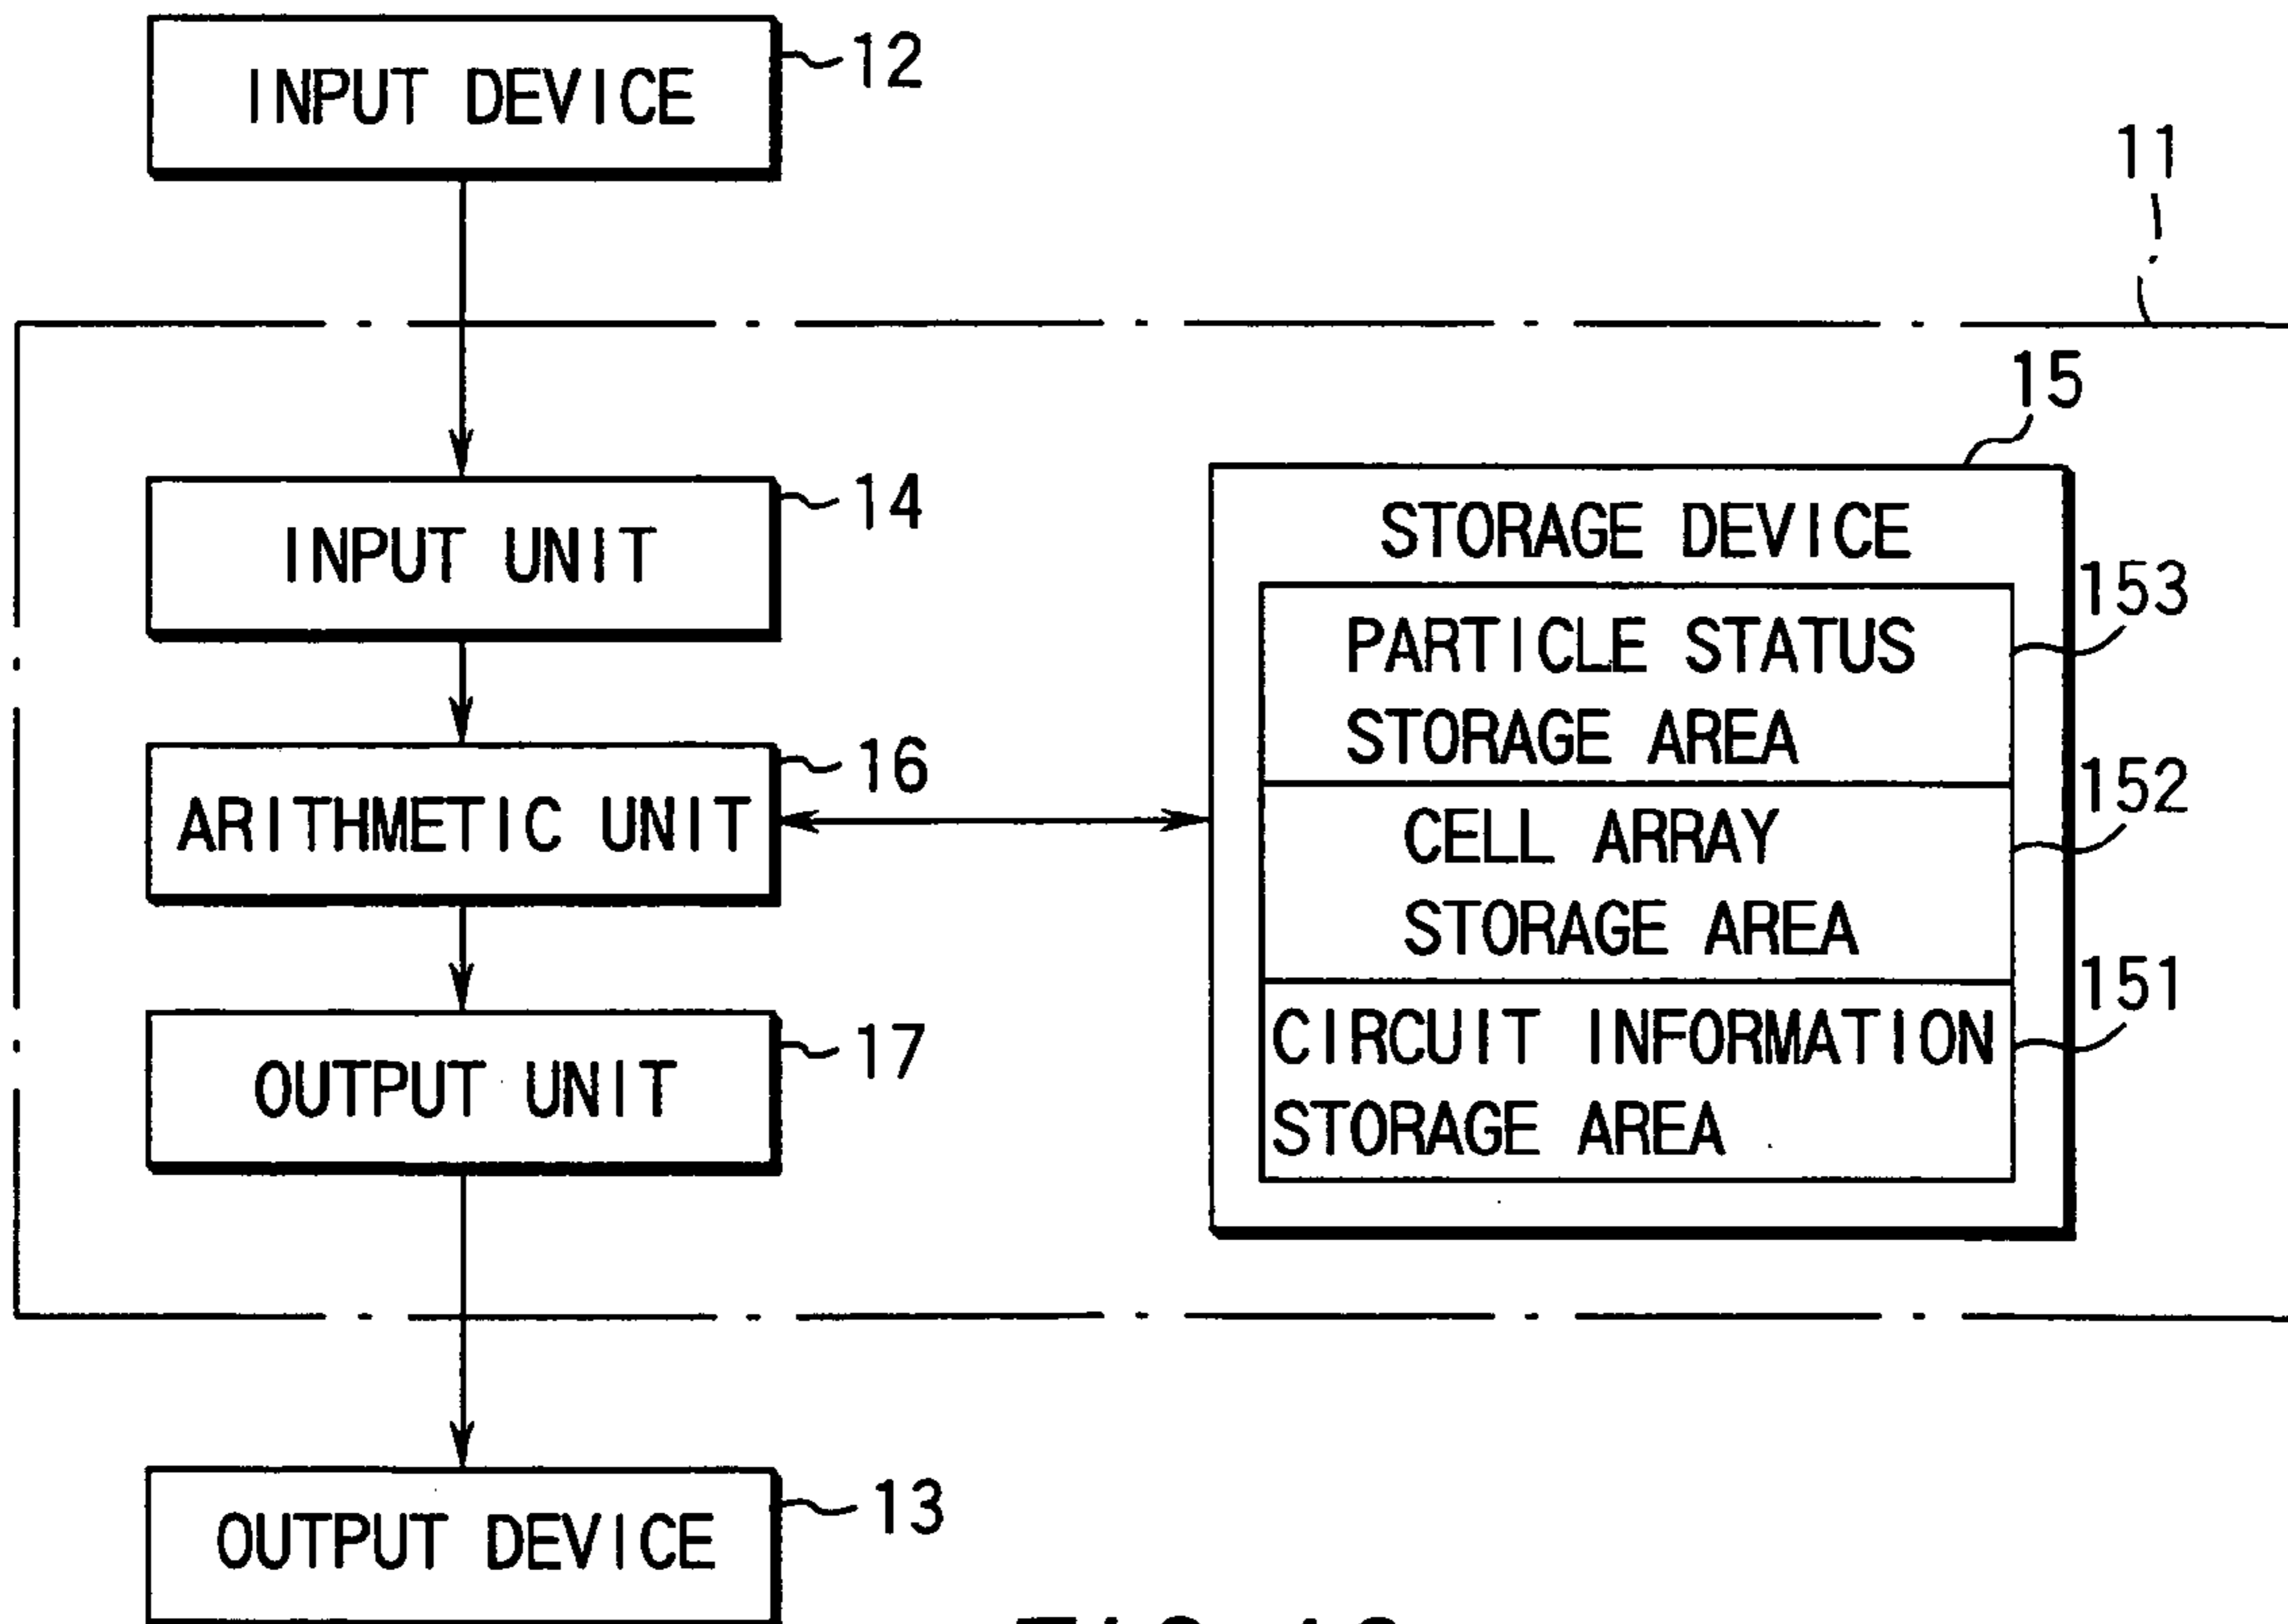 INPUT DEVICE
12
11
INPUT UNIT
14
15
STORAGE DEVICE
PARTICLE STATUS
STORAGE AREA
153
ARITHMETIC UNIT
16
CELL ARRAY
STORAGE AREA
152
OUTPUT UNIT
17
CIRCUIT INFORMATION
STORAGE AREA
151
OUTPUT DEVICE
13